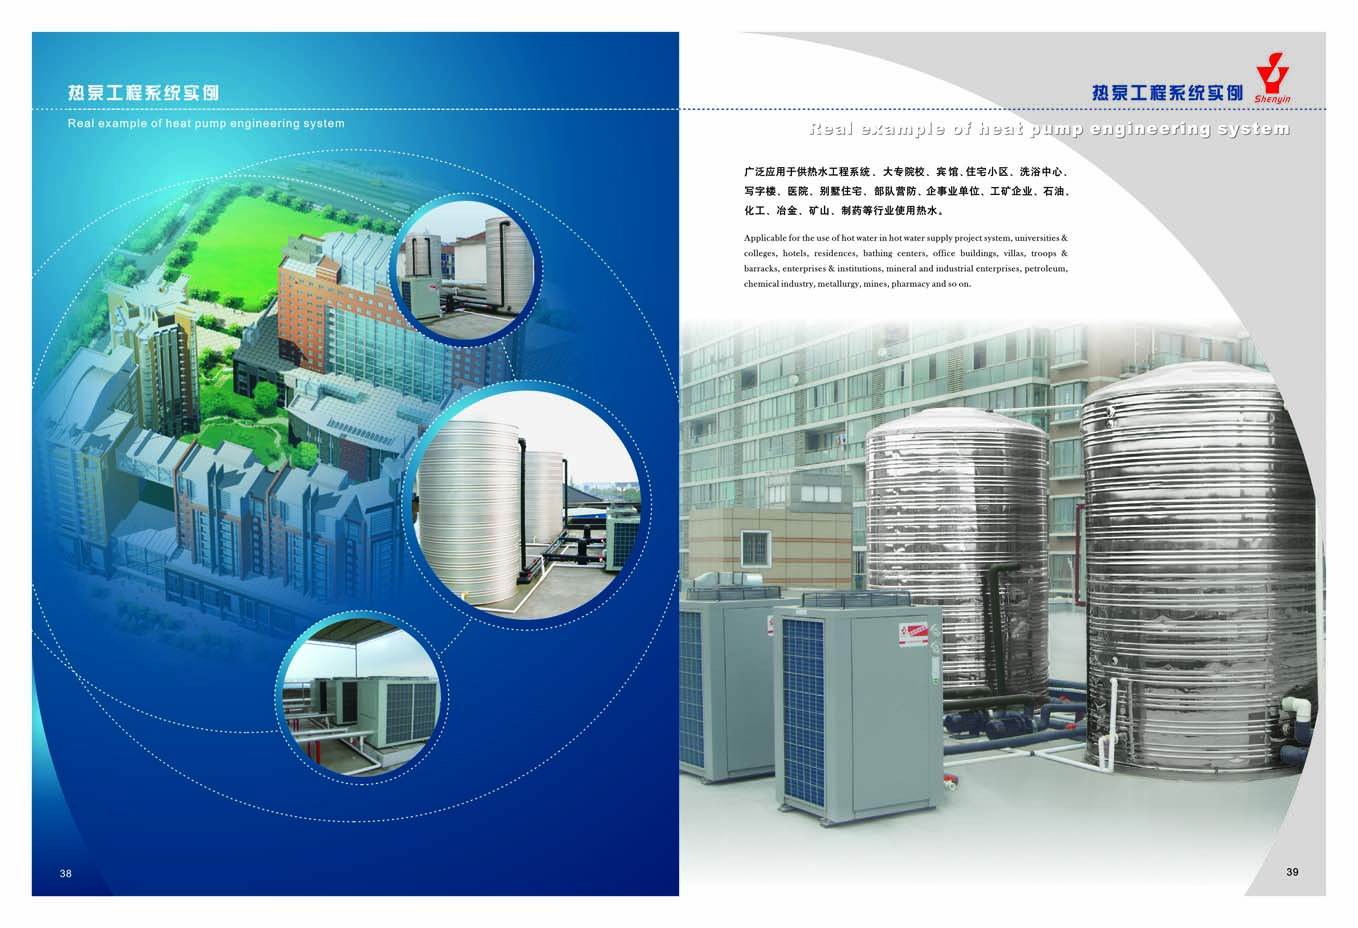 热泵工程系统实例
Real example of heat pump engineering system
38
热泵工程系统实例
Shenyin
Real example of heat pump engineering system
广泛应用于供热水工程系统、大专院校、宾馆、住宅小区、洗浴中心、
写字楼、医院、别墅住宅、部队营防、企事业单位、工矿企业、石油、
化工、冶金、矿山、制药等行业使用热水。
Applicable for the use of hot water in hot water supply project system, universities &
colleges, hotels, residences, bathing centers, office buildings, villas, troops &
barracks, enterprises & institutions, mineral and industrial enterprises, petroleum,
chemical industry, metallurgy, mines, pharmacy and so on.
39